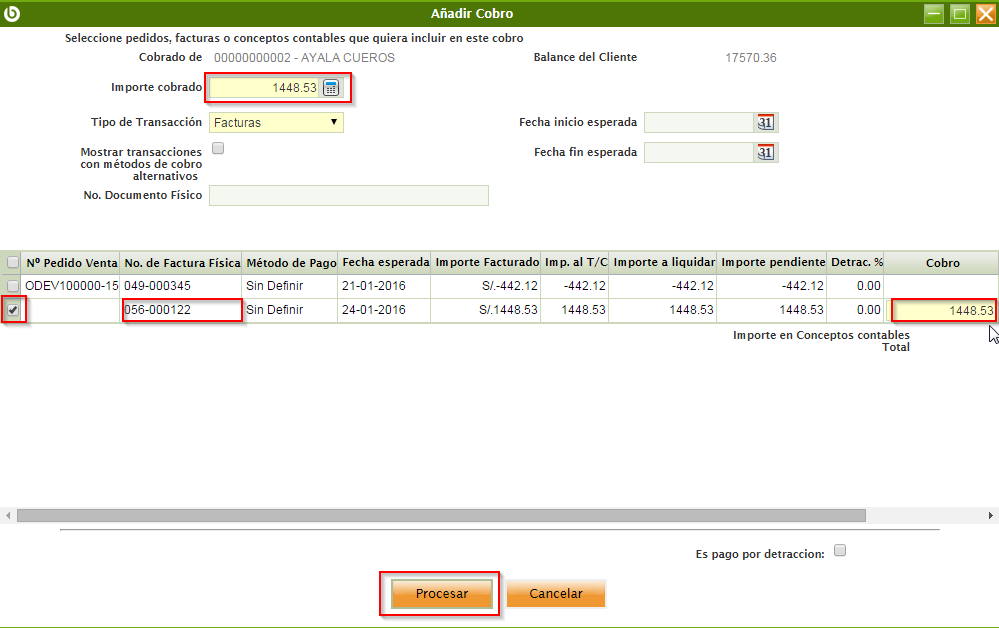 Añadir Cobro
Seleccione pedidos, facturas o conceptos contables que quiera incluir en este cobro
Cobrado de 00000000002 - AYALA CUEROS Balance del Cliente 17570.36
Importe cobrado 1448.53
Tipo de Transacción Facturas Fecha inicio esperada 31
Mostrar transacciones con métodos de cobro alternativos Fecha fin esperada 31
No. Documento Físico
Nº Pedido Venta No. de Factura Física Método de Pago Fecha esperada Importe Facturado Imp. al T/C Importe a liquidar Importe pendiente Detrac. % Cobro
ODEV100000-15 049-000345 Sin Definir 21-01-2016 S/.-442.12 -442.12 -442.12 -442.12 0.00
056-000122 Sin Definir 24-01-2016 S/.1448.53 1448.53 1448.53 1448.53 0.00 1448.53
Importe en Conceptos contables
Total
Es pago por detraccion:
Procesar Cancelar